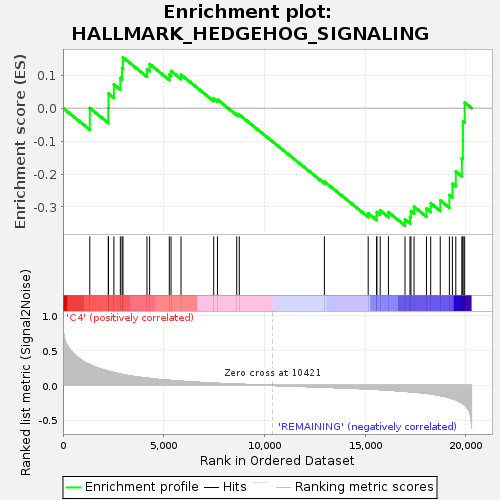 Enrichment plot:
HALLMARK_HEDGEHOG_SIGNALING
Enrichment score (ES)
0.1
0.0
-0.1
-0.2
-0.3
'C4' (positively correlated)
Ranked list metric (Signal2Noise)
1.0
0.5
0.0
-0.5
Zero cross at 10421
'REMAINING' (negatively correlated)
0
5,000
10,000
15,000
20,000
Rank in Ordered Dataset
Enrichment profile
Hits
Ranking metric scores